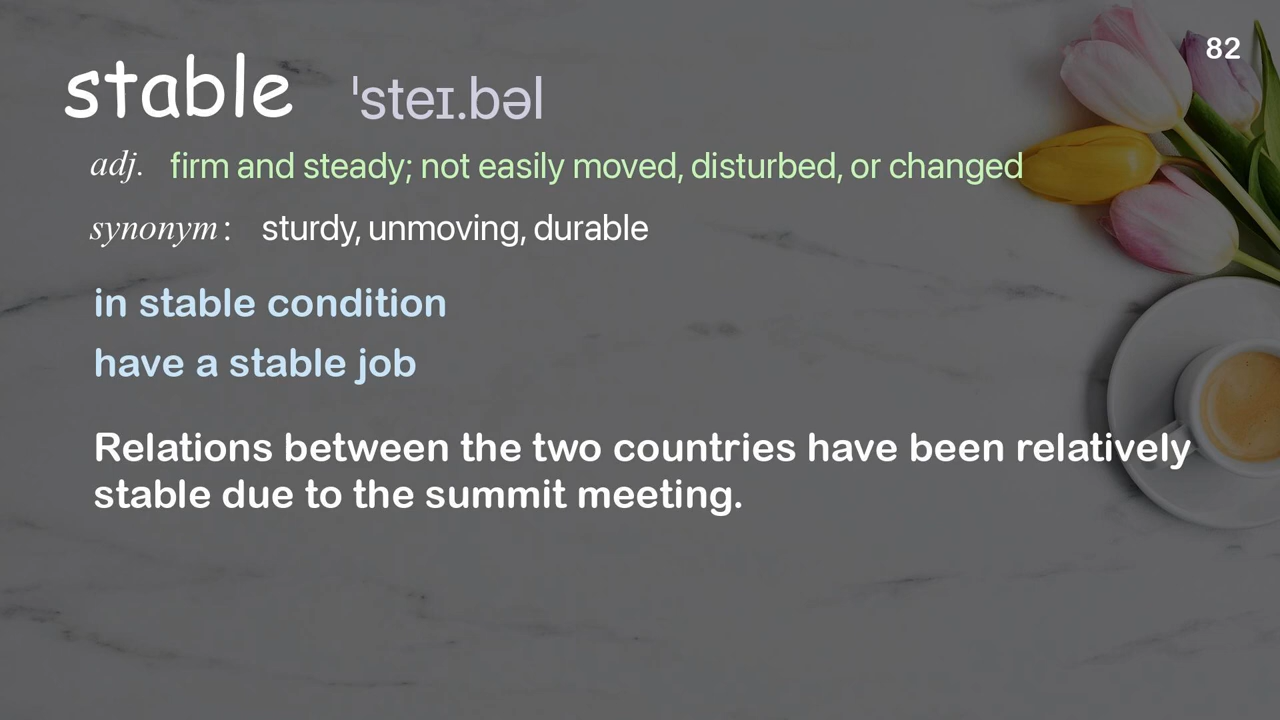 82
stable ˈsteɪ.bəl
adj. firm and steady; not easily moved, disturbed, or changed
synonym: sturdy, unmoving, durable
in stable condition
have a stable job
Relations between the two countries have been relatively
stable due to the summit meeting.